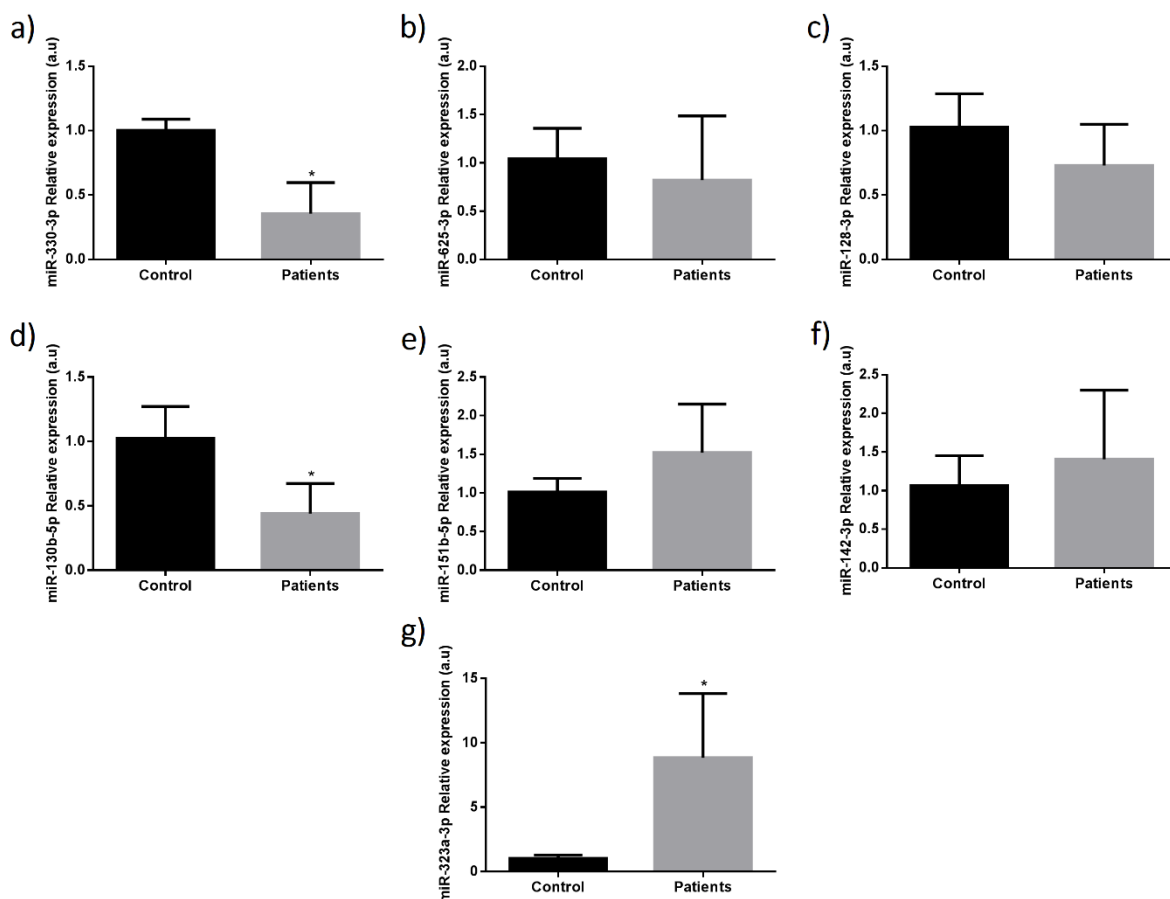 a)
miR-330-3p Relative expression (a.u)
1.5
1.0
0.5
0.0
*
Control
Patients
b)
miR-625-3p Relative expression (a.u)
2.0
1.5
1.0
0.5
0.0
Control
Patients
c)
miR-128-3p Relative expression (a.u)
1.5
1.0
0.5
0.0
Control
Patients
d)
miR-130b-5p Relative expression (a.u)
1.5
1.0
0.5
0.0
*
Control
Patients
e)
miR-151b-5p Relative expression (a.u)
2.5
2.0
1.5
1.0
0.5
0.0
Control
Patients
f)
miR-142-3p Relative expression (a.u)
2.5
2.0
1.5
1.0
0.5
0.0
Control
Patients
g)
miR-323a-3p Relative expression (a.u)
15
10
5
0
*
Control
Patients